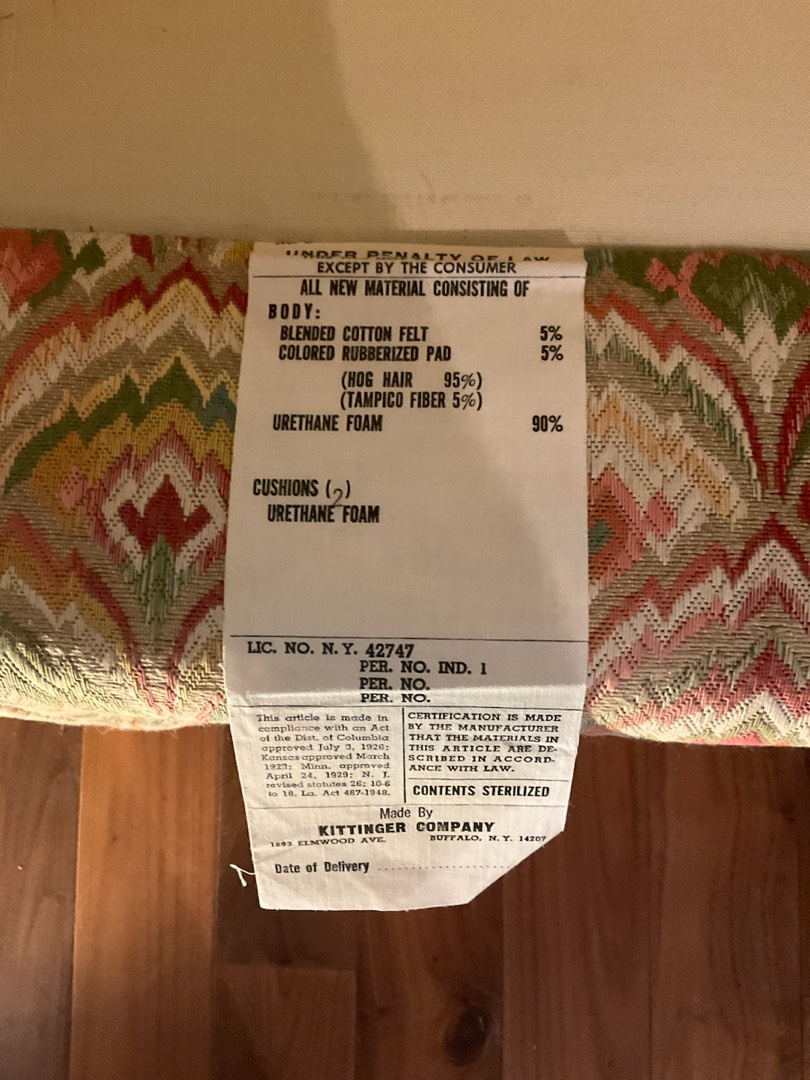 UNDER PENALTY OF LAW
EXCEPT BY THE CONSUMER
ALL NEW MATERIAL CONSISTING OF
BODY:
BLENDED COTTON FELT 5%
COLORED RUBBERIZED PAD 5%
(HOG HAIR 95%)
(TAMPICO FIBER 5%)
URETHANE FOAM 90%
CUSHIONS (2)
URETHANE FOAM
LIC. NO. N. Y. 42747
PER. NO. IND. 1
PER. NO.
PER. NO.
This article is made in
compliance with an Act
of the Dist. of Columbia
approved July 3, 1926;
Kansas approved March
1923; Minn. approved
April 24, 1929; N. J.
revised statutes 26; 10-6
to 18. La. Act 467-1948.
CERTIFICATION IS MADE
BY THE MANUFACTURER
THAT THE MATERIALS IN
THIS ARTICLE ARE DE-
SCRIBED IN ACCORD-
ANCE WITH LAW.
CONTENTS STERILIZED
Made By
KITTINGER COMPANY
1893 ELMWOOD AVE. BUFFALO, N. Y. 14207
Date of Delivery